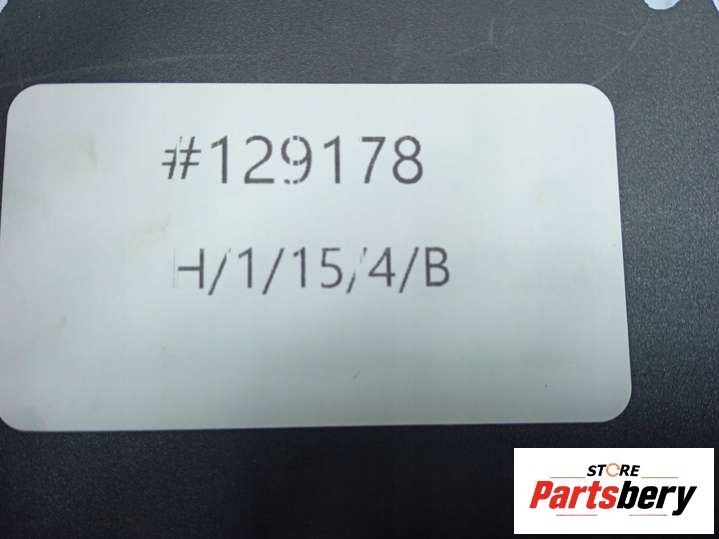 #129178
H/1/15/4/B
STORE
Partsbery